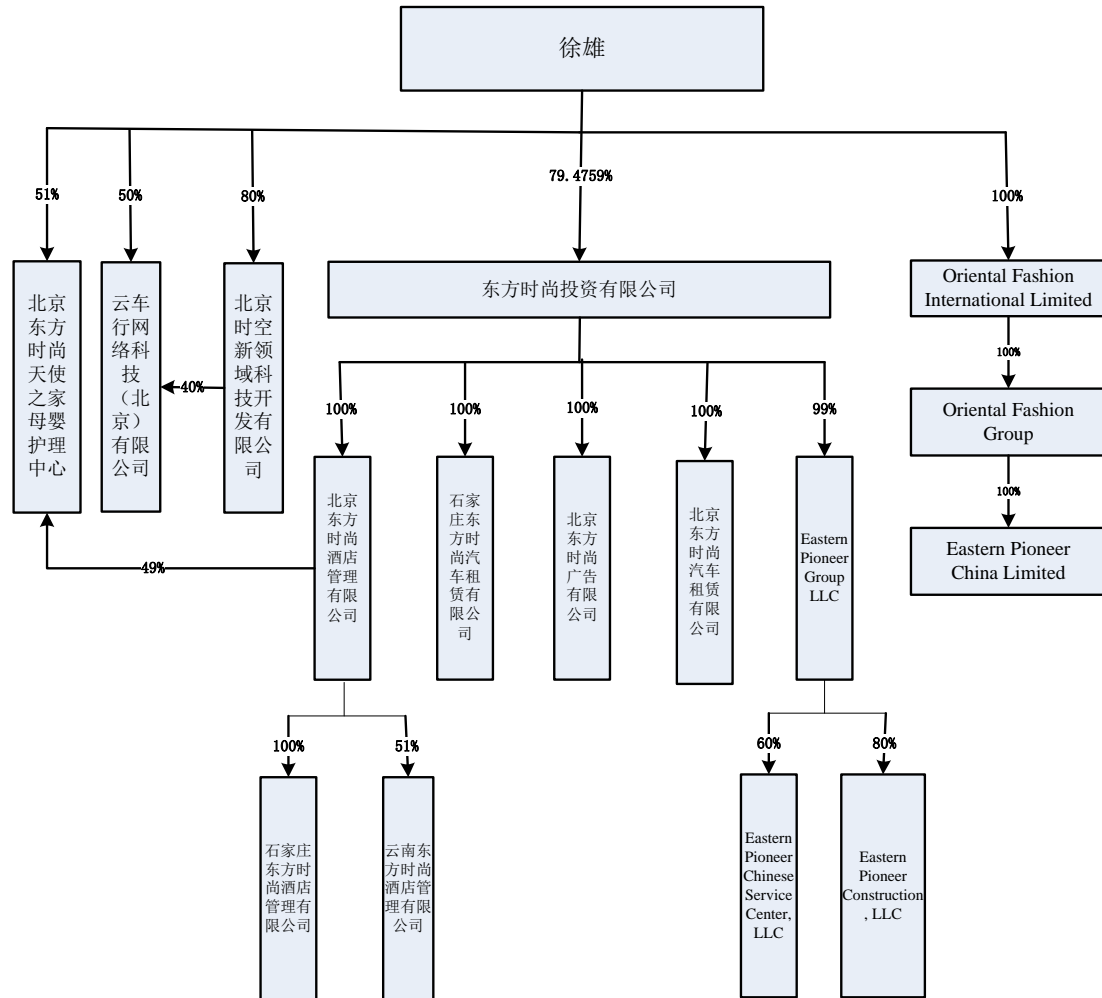 徐雄
51%
50%
80%
79.4759%
100%
北京
东方
时尚
天使
之家
母婴
护理
中心
云车
行网
络科
技
（北
京）
有限
公司
北京
时空
新领
域科
技开
发有
限公
司
40%
东方时尚投资有限公司
Oriental Fashion
International Limited
100%
Oriental Fashion
Group
100%
Eastern Pioneer
China Limited
100%
100%
100%
100%
99%
49%
北京
东方
时尚
酒店
管理
有限
公司
石家
庄东
方时
尚汽
车租
赁有
限公
司
北京
东方
时尚
广告
有限
公司
北京
东方
时尚
汽车
租赁
有限
公司
Eastern
Pioneer
Group
LLC
100%
51%
60%
80%
石家庄
东方时
尚酒店
管理有
限公司
云南东
方时尚
酒店管
理有限
公司
Eastern
Pioneer
Chinese
Service
Center,
LLC
Eastern
Pioneer
Construction
, LLC